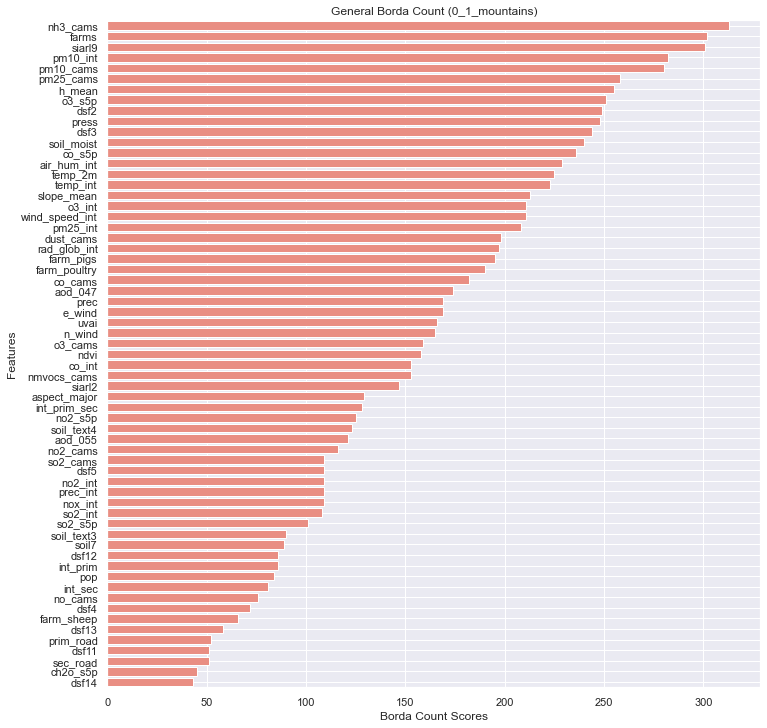 General Borda Count (0_1_mountains)
nh3_cams
farms
siarl9
pm10_int
pm10_cams
pm25_cams
h_mean
o3_s5p
dsf2
press
dsf3
soil_moist
co_s5p
air_hum_int
temp_2m
temp_int
slope_mean
o3_int
wind_speed_int
pm25_int
dust_cams
rad_glob_int
farm_pigs
farm_poultry
co_cams
aod_047
prec
e_wind
uvai
n_wind
o3_cams
ndvi
co_int
nmvocs_cams
siarl2
aspect_major
int_prim_sec
no2_s5p
soil_text4
aod_055
no2_cams
so2_cams
dsf5
no2_int
prec_int
nox_int
so2_int
so2_s5p
soil_text3
soil7
dsf12
int_prim
pop
int_sec
no_cams
dsf4
farm_sheep
dsf13
prim_road
dsf11
sec_road
ch2o_s5p
dsf14
Features
0 50 100 150 200 250 300
Borda Count Scores